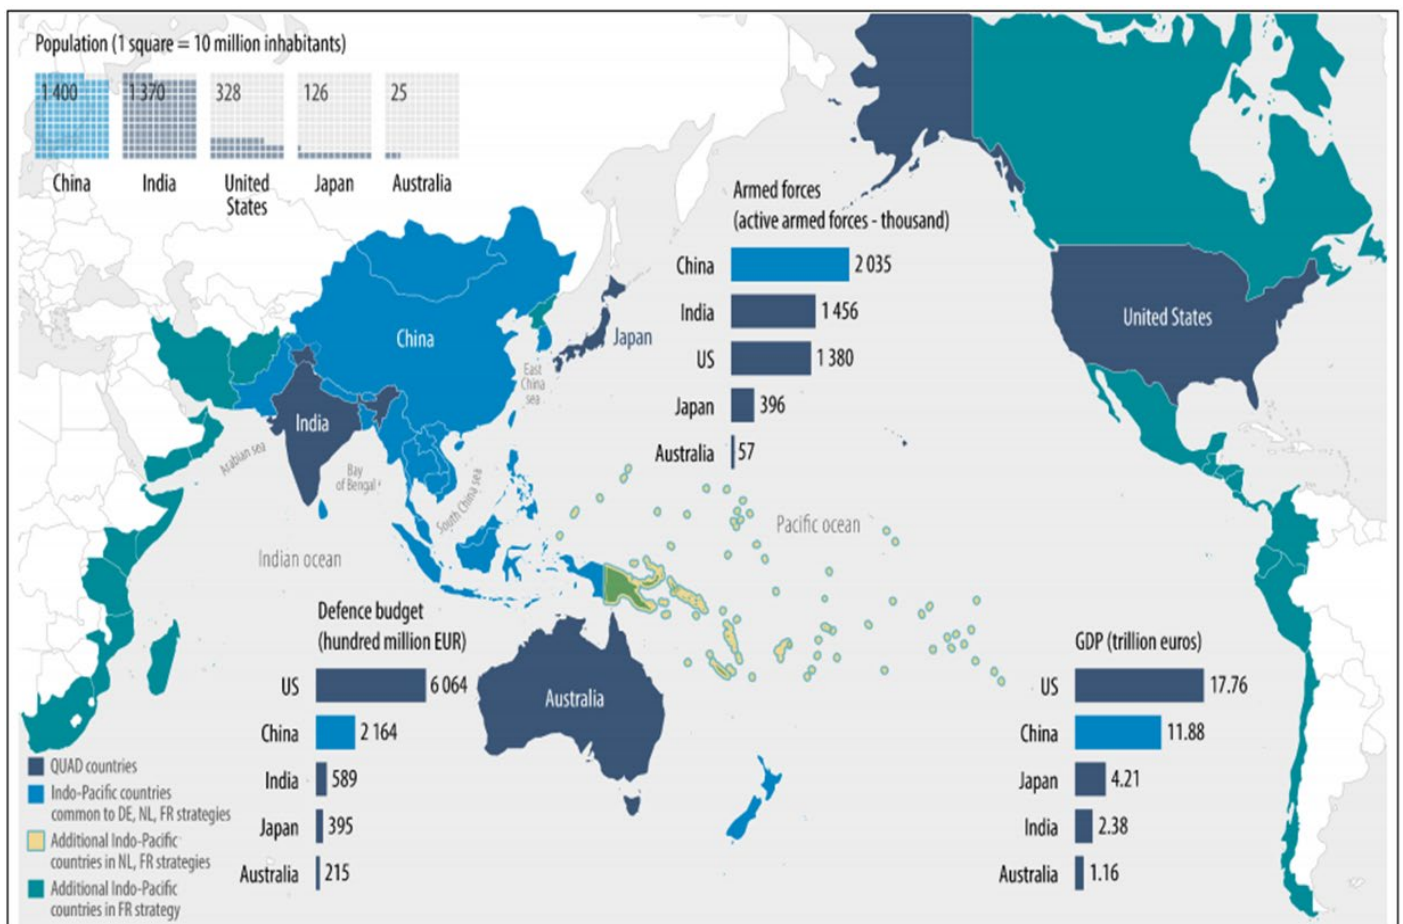 Population (1 square = 10 million inhabitants)
1 400
1 370
328
126
25
China
India
United
States
Japan
Australia
Armed forces
(active armed forces - thousand)
China
2 035
India
1 456
US
1 380
Japan
396
Australia
57
China
Japan
East
China
sea
India
Arabian sea
Bay
of Bengal
South China sea
Indian ocean
Pacific ocean
United States
Australia
Defence budget
(hundred million EUR)
US
6 064
China
2 164
India
589
Japan
395
Australia
215
GDP (trillion euros)
US
17.76
China
11.88
Japan
4.21
India
2.38
Australia
1.16
QUAD countries
Indo-Pacific countries
common to DE, NL, FR strategies
Additional Indo-Pacific
countries in NL, FR strategies
Additional Indo-Pacific
countries in FR strategy